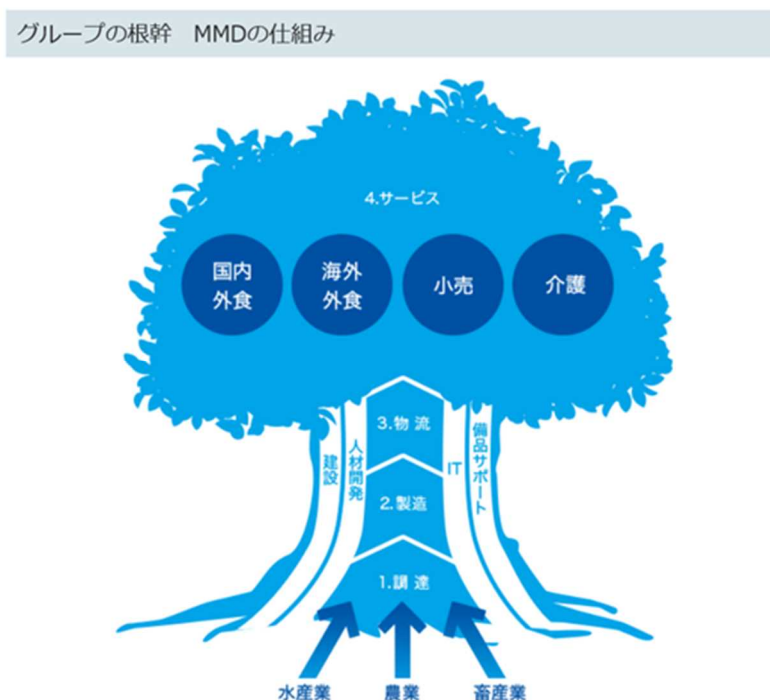 グループの根幹　MMDの仕組み
4.サービス
国内
外食
海外
外食
小売
介護
3.物 流
建設
人材開発
IT
備品サポート
2.製造
1.調 達
水産業
農業
畜産業